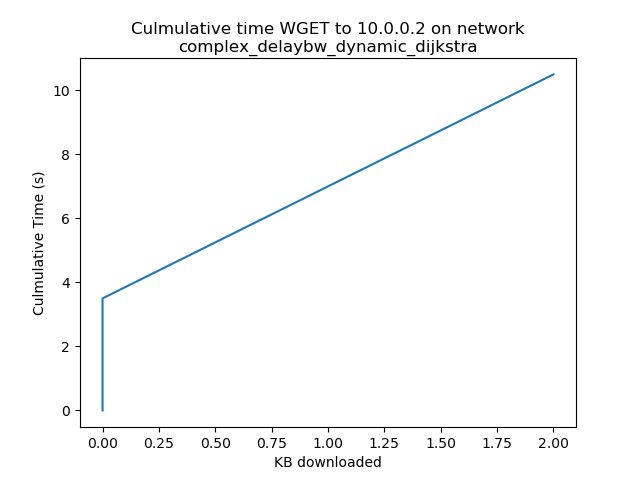 Culmulative time WGET to 10.0.0.2 on network
complex_delaybw_dynamic_dijkstra
Culmulative Time (s)
10
8
6
4
2
0
0.00 0.25 0.50 0.75 1.00 1.25 1.50 1.75 2.00
KB downloaded